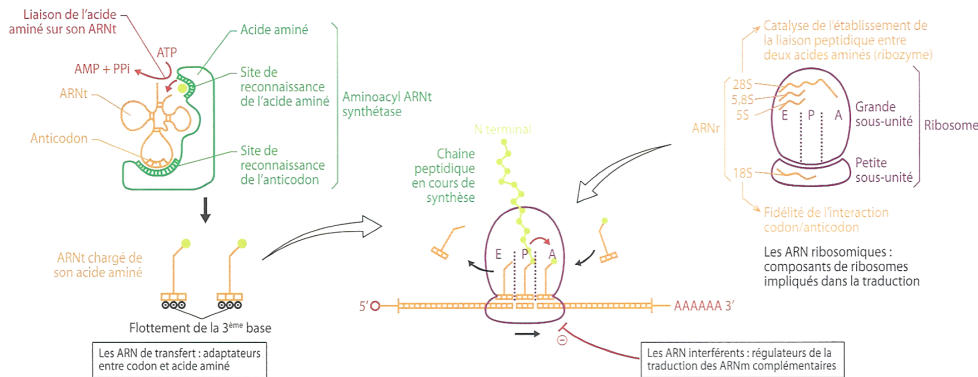 Liaison de l'acide
aminé sur son ARNt
ATP
AMP + PPi
ARNt
Anticodon
Acide aminé
Site de
reconnaissance
de l'acide aminé
Site de
reconnaissance
de l'anticodon
Aminoacyl ARNt
synthétase
ARNt chargé de
son acide aminé
Flottement de la 3ème base
Les ARN de transfert : adaptateurs
entre codon et acide aminé
N terminal
Chaine
peptidique
en cours de
synthèse
E P A
5'
AAAAAA 3'
Les ARN interférents : régulateurs de la
traduction des ARNm complémentaires
Catalyse de l'établissement de
la liaison peptidique entre
deux acides aminés (ribozyme)
28S
5,8S
5S
ARNr
E P A
18S
Grande
sous-unité
Petite
sous-unité
Ribosome
Fidélité de l'interaction
codon/anticodon
Les ARN ribosomiques :
composants de ribosomes
impliqués dans la traduction